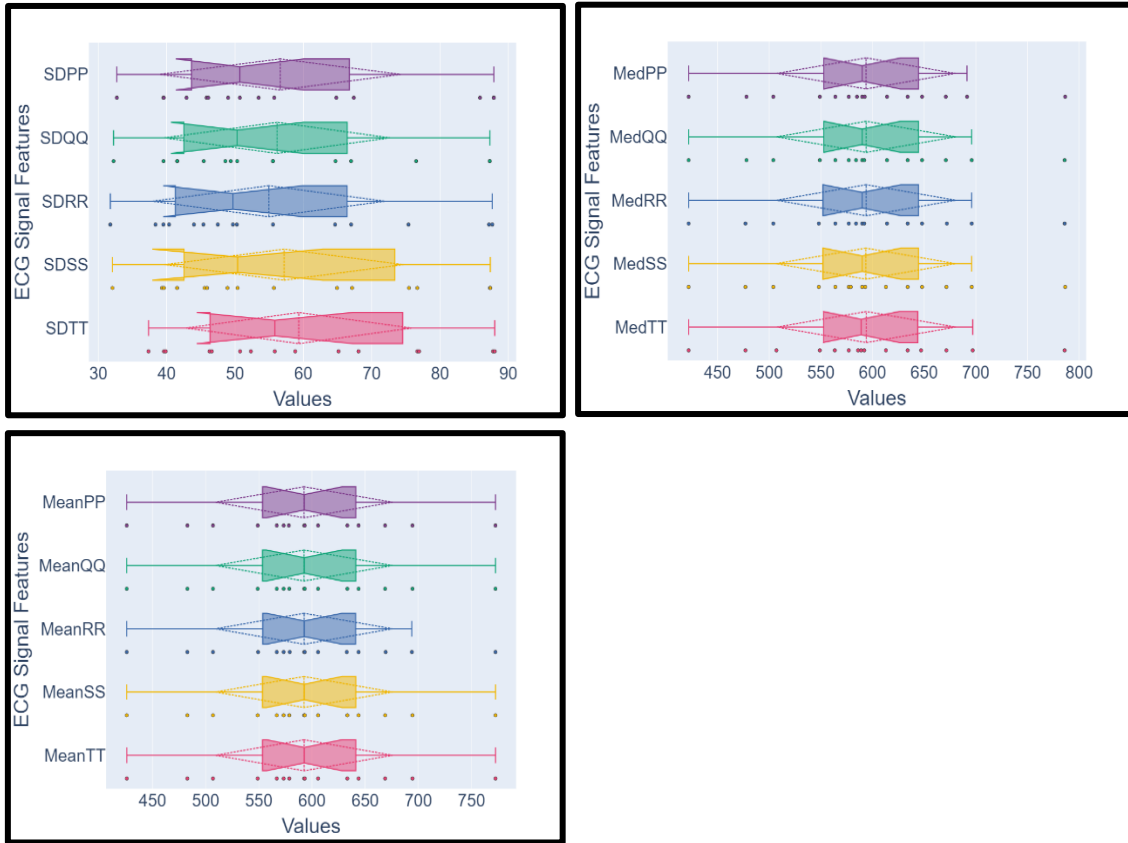 ECG Signal Features
SDPP
SDQQ
SDRR
SDSS
SDTT
30 40 50 60 70 80 90
Values
ECG Signal Features
MedPP
MedQQ
MedRR
MedSS
MedTT
450 500 550 600 650 700 750 800
Values
ECG Signal Features
MeanPP
MeanQQ
MeanRR
MeanSS
MeanTT
450 500 550 600 650 700 750
Values